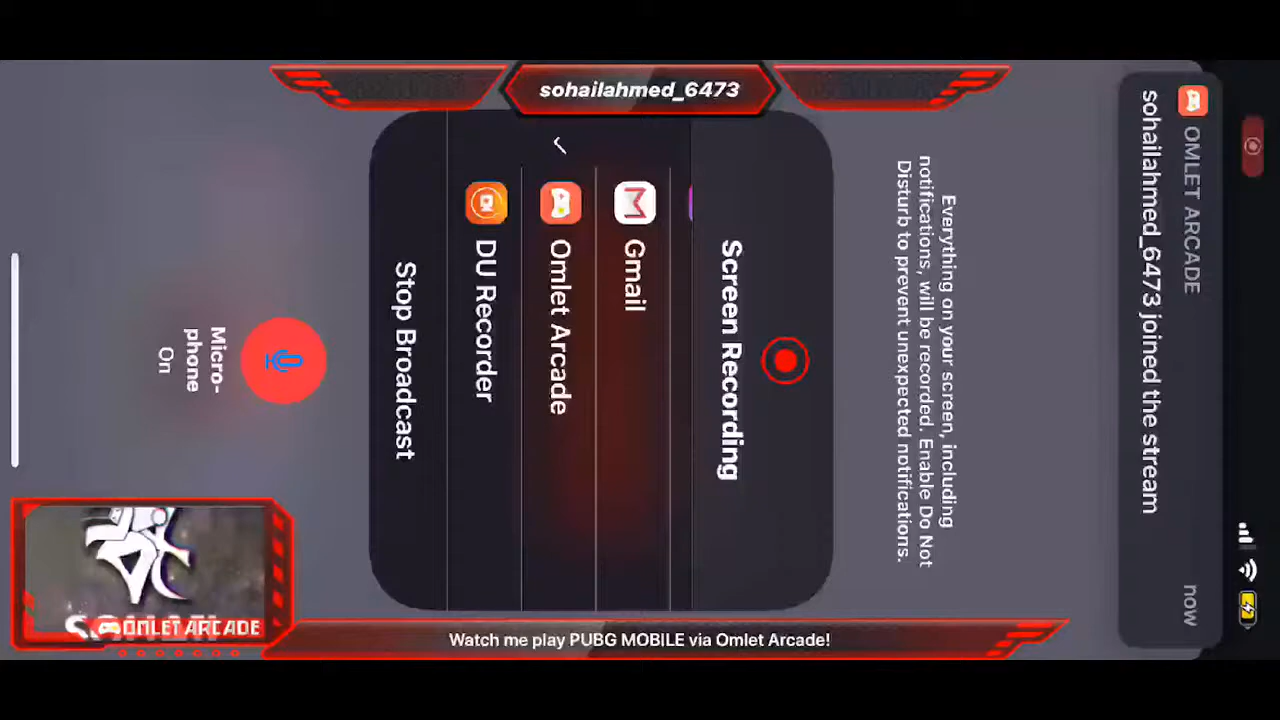 sohailahmed_6473
OMLET ARCADE
now
sohailahmed_6473 joined the stream
Everything on your screen, including
notifications, will be recorded. Enable Do Not
Disturb to prevent unexpected notifications.
Screen Recording
Gmail
Omlet Arcade
DU Recorder
Stop Broadcast
Micro-
phone
On
OMLET ARCADE
Watch me play PUBG MOBILE via Omlet Arcade!